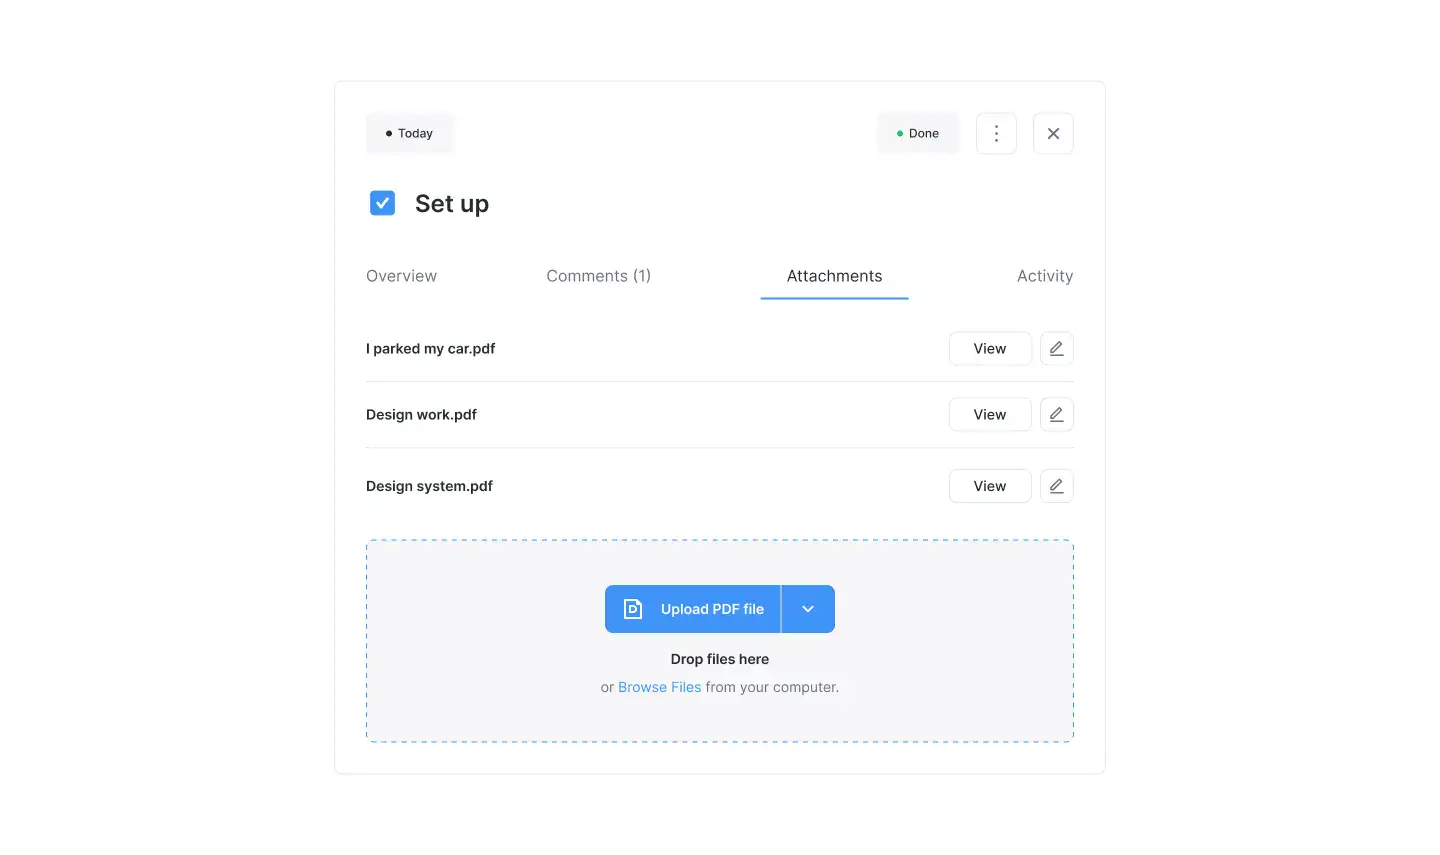 Today
Done
Set up
Overview
Comments (1)
Attachments
Activity
I parked my car.pdf
View
Design work.pdf
View
Design system.pdf
View
Upload PDF file
Drop files here
or Browse Files from your computer.